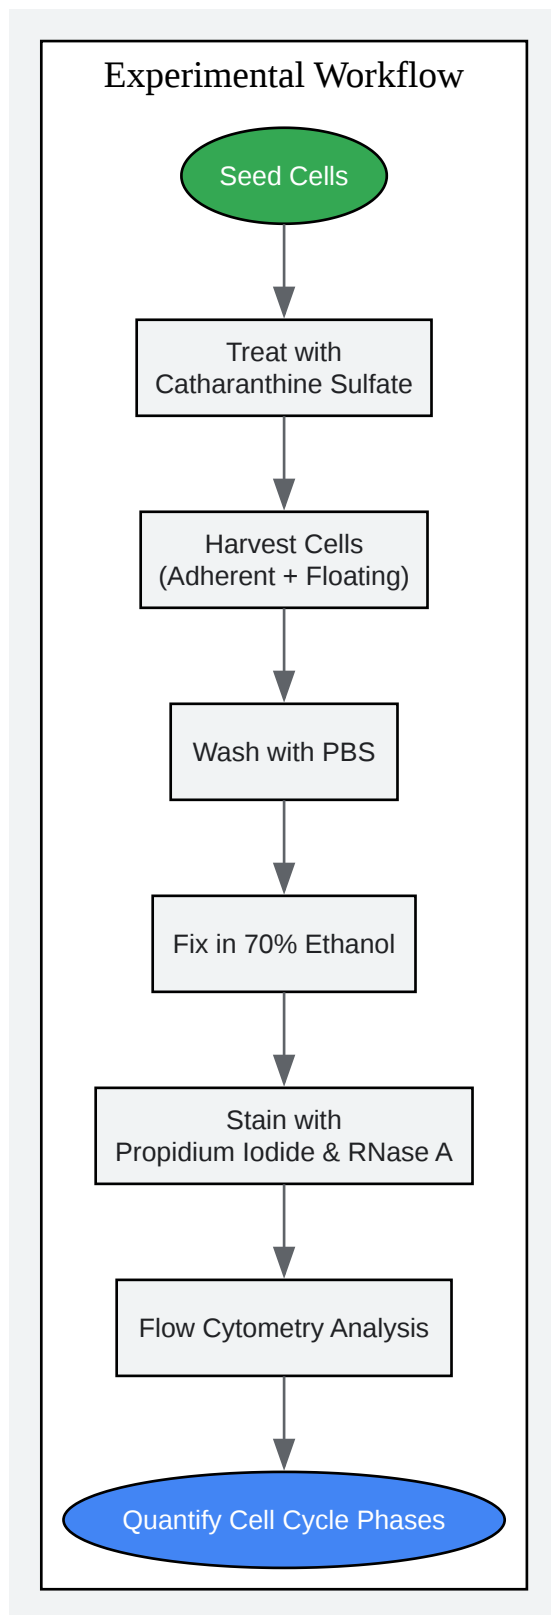 Experimental Workflow
Seed Cells
Treat with
Catharanthine Sulfate
Harvest Cells
(Adherent + Floating)
Wash with PBS
Fix in 70% Ethanol
Stain with
Propidium Iodide & RNase A
Flow Cytometry Analysis
Quantify Cell Cycle Phases